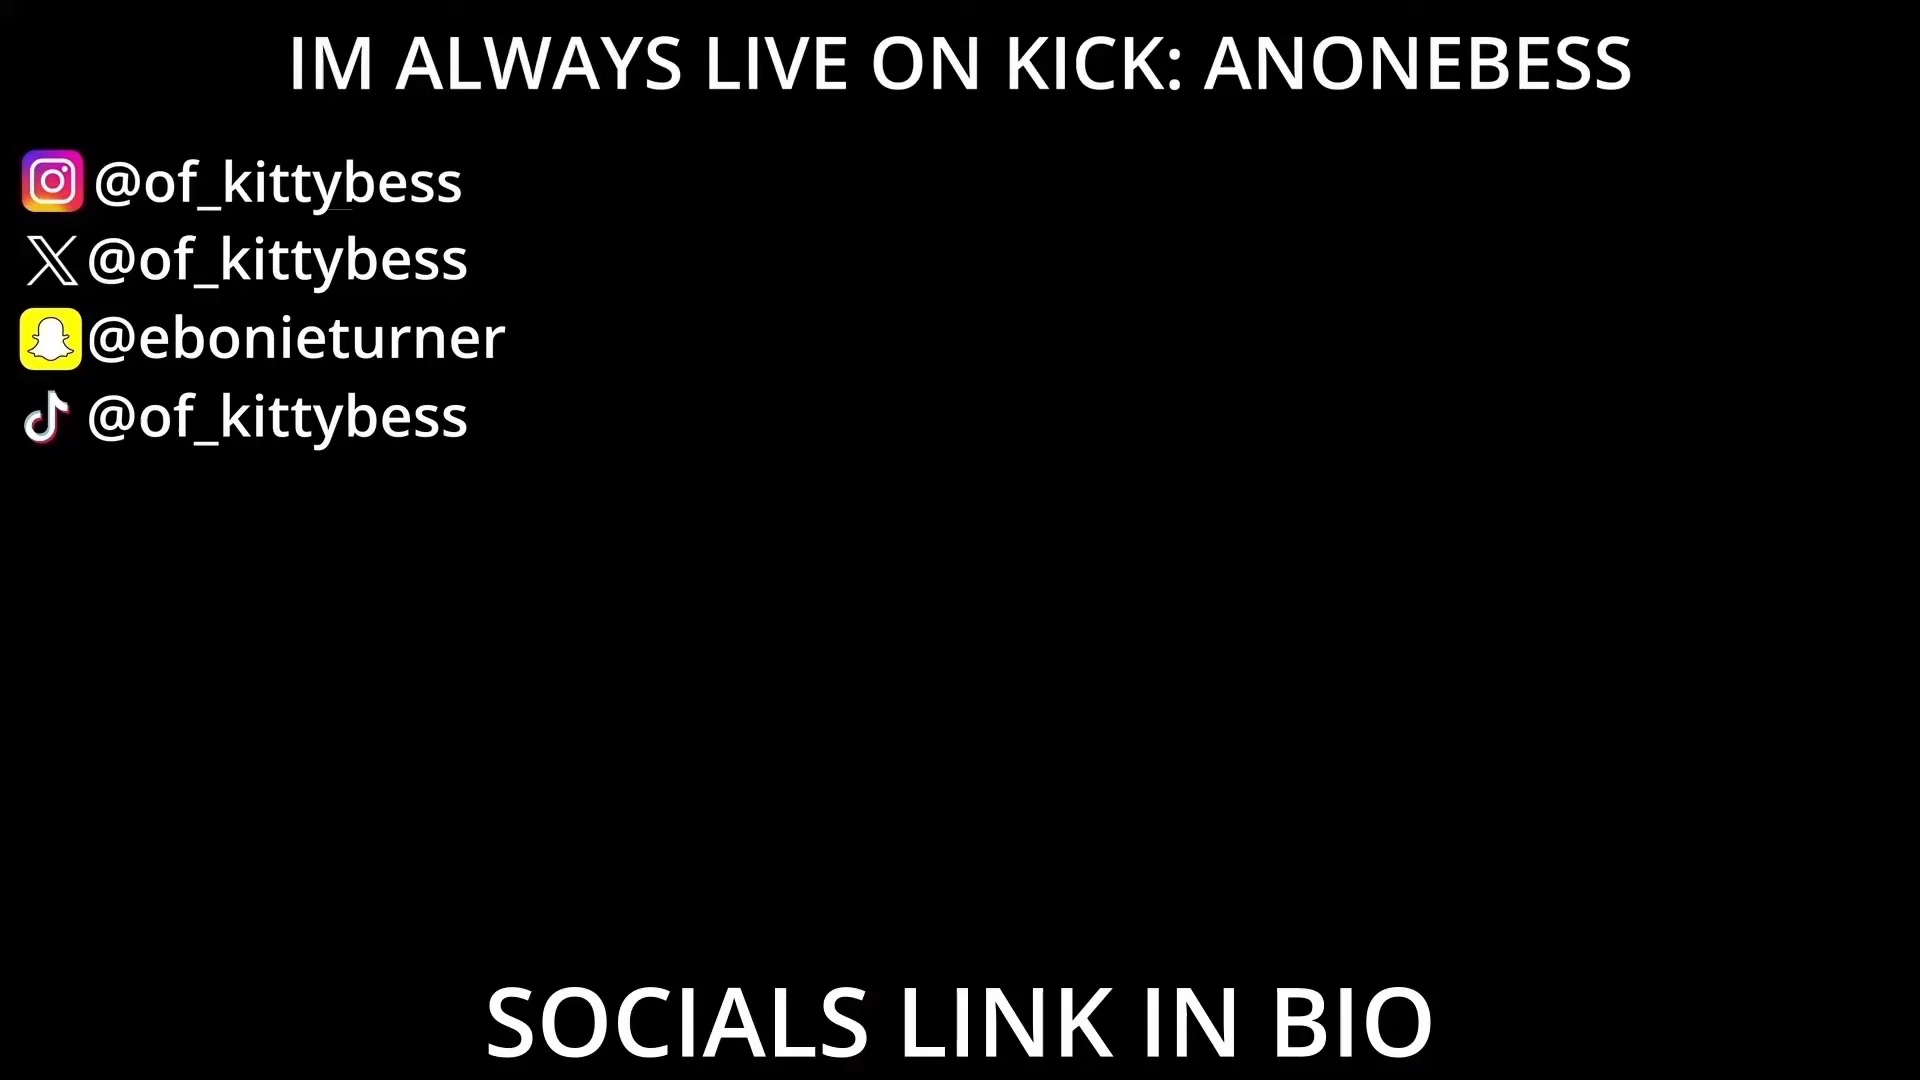 IM ALWAYS LIVE ON KICK: ANONEBESS
@of_kittybess
@of_kittybess
@ebonieturner
@of_kittybess
SOCIALS LINK IN BIO